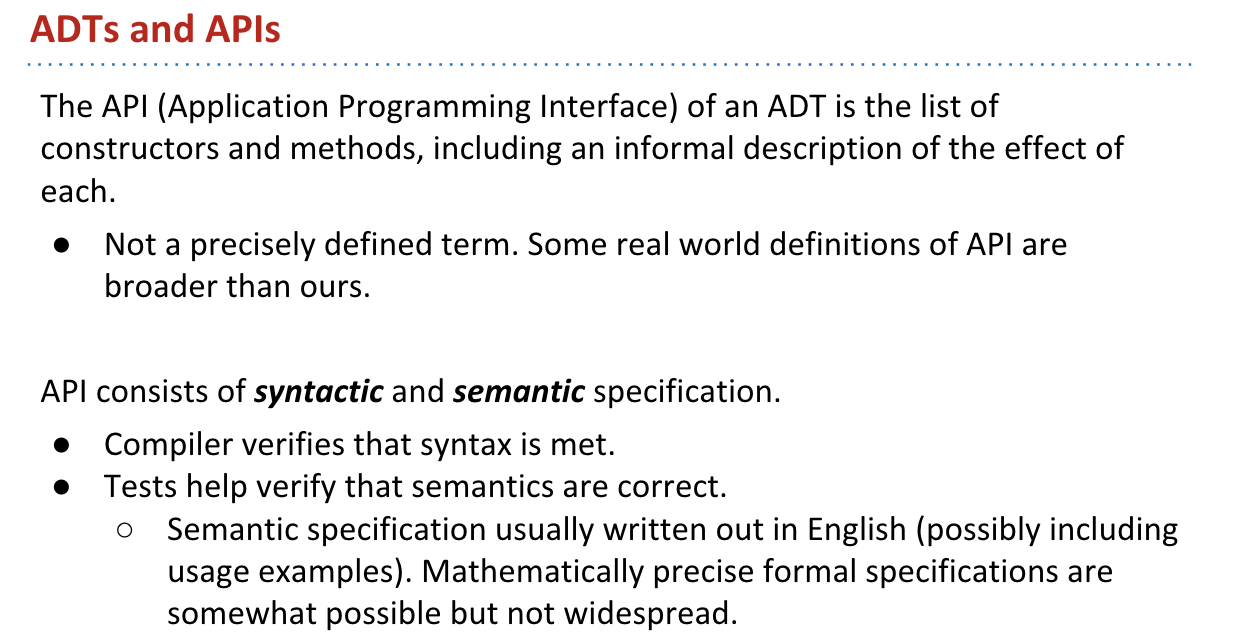 ADTs and APIs
The API (Application Programming Interface) of an ADT is the list of
constructors and methods, including an informal description of the effect of
each.
● Not a precisely defined term. Some real world definitions of API are
broader than ours.
API consists of syntactic and semantic specification.
● Compiler verifies that syntax is met.
● Tests help verify that semantics are correct.
○ Semantic specification usually written out in English (possibly including
usage examples). Mathematically precise formal specifications are
somewhat possible but not widespread.